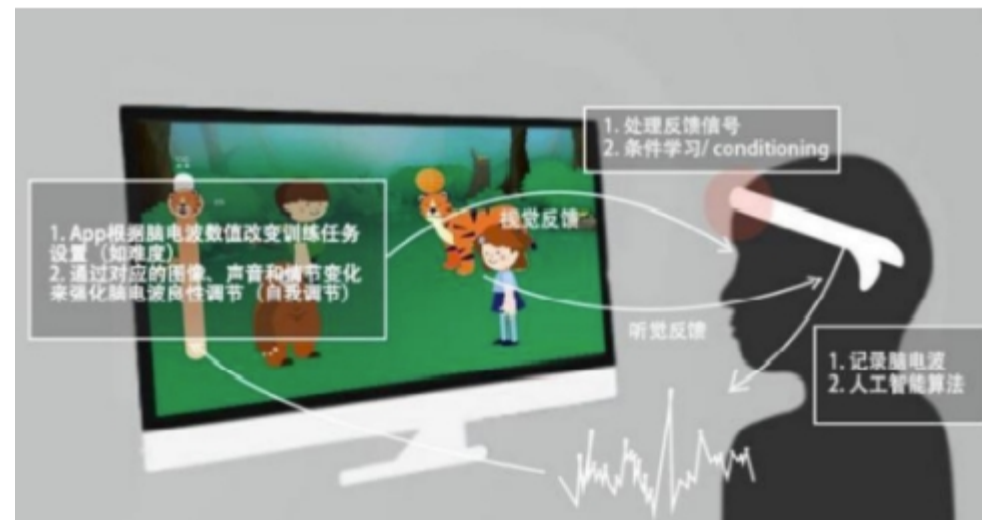 1. 处理反馈信号
2. 条件学习/ conditioning
1. App根据脑电波数值改变训练任务
设置（如难度）
2. 通过对应的图像、声音和情节变化
来强化脑电波良性调节（自我调节）
视觉反馈
听觉反馈
1. 记录脑电波
2. 人工智能算法